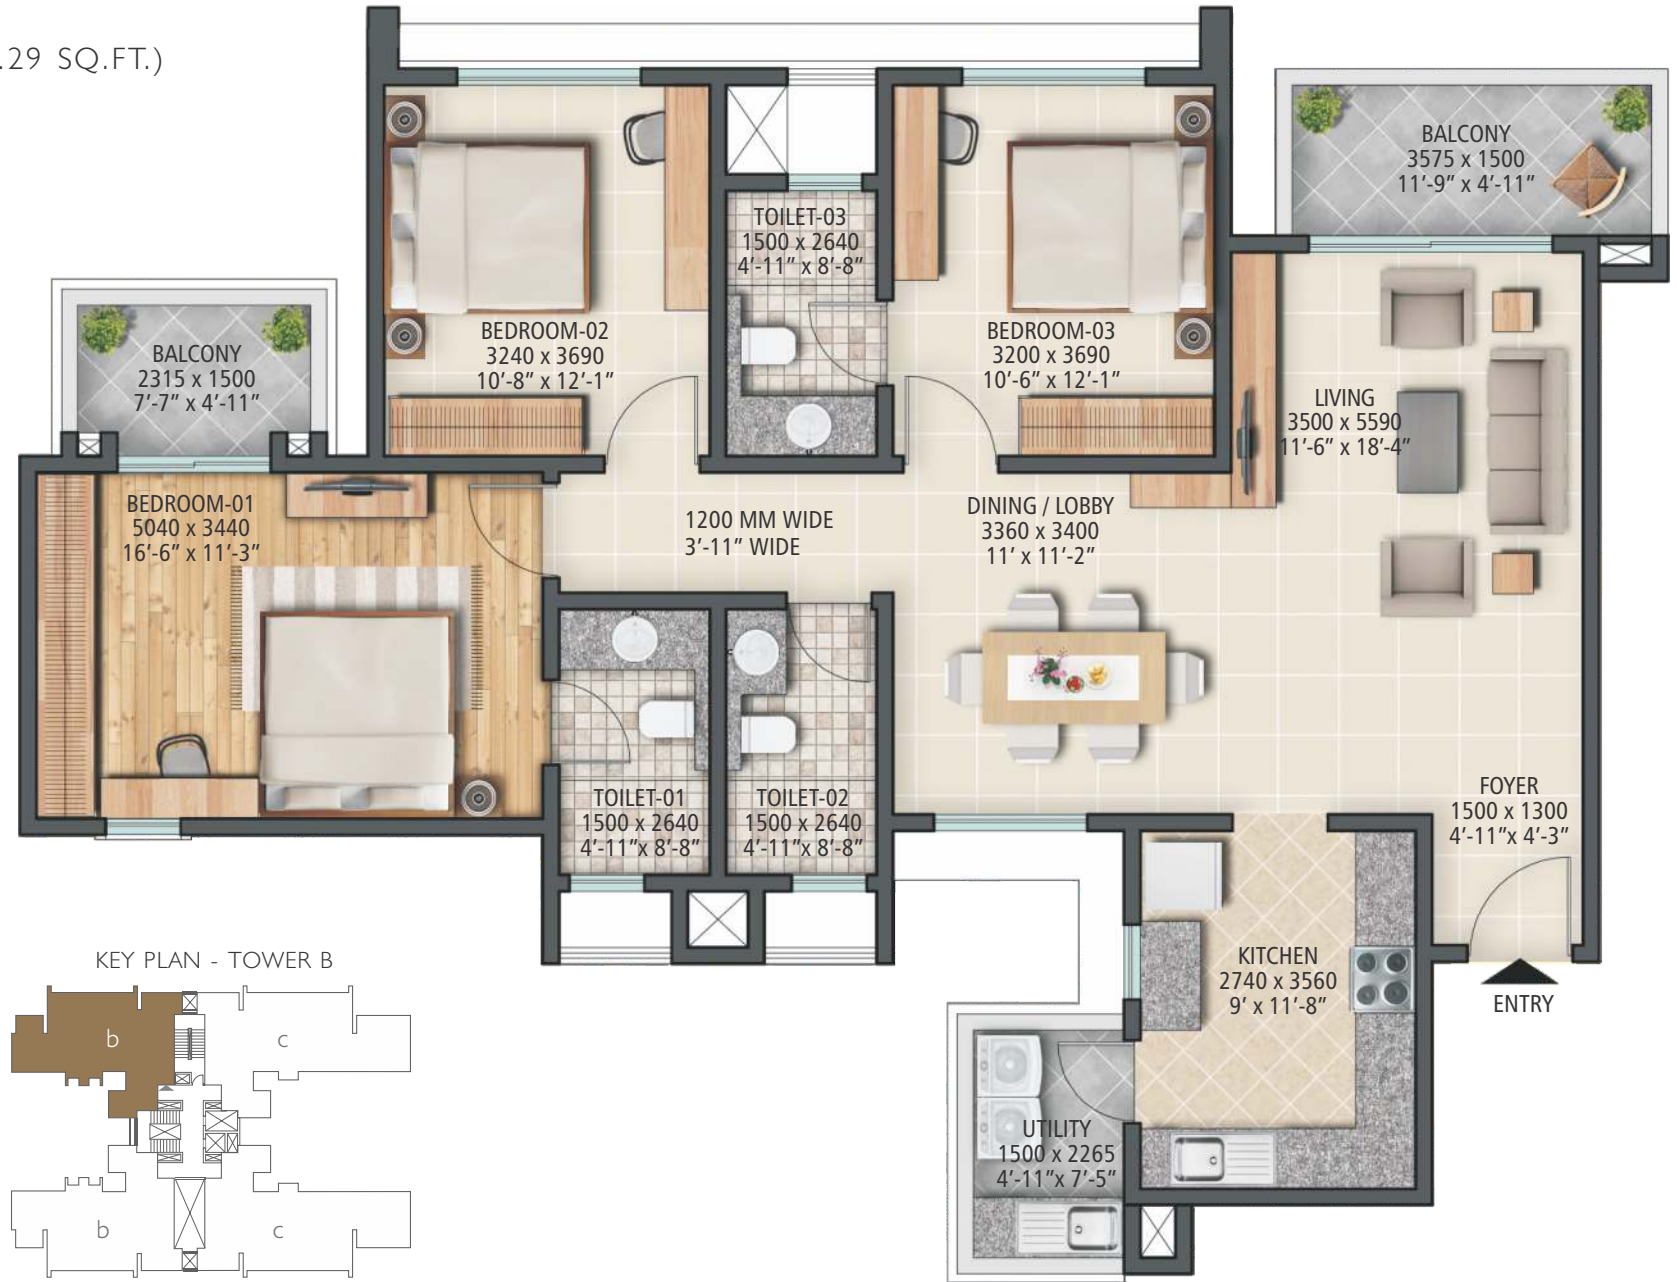 .29 SQ.FT.)
BALCONY
3575 x 1500
11'-9" x 4'-11"
TOILET-03
1500 x 2640
4'-11" x 8'-8"
BEDROOM-02
3240 x 3690
10'-8" x 12'-1"
BEDROOM-03
3200 x 3690
10'-6" x 12'-1"
BALCONY
2315 x 1500
7'-7" x 4'-11"
LIVING
3500 x 5590
11'-6" x 18'-4"
BEDROOM-01
5040 x 3440
16'-6" x 11'-3"
1200 MM WIDE
3'-11" WIDE
DINING / LOBBY
3360 x 3400
11' x 11'-2"
TOILET-01
1500 x 2640
4'-11"x 8'-8"
TOILET-02
1500 x 2640
4'-11"x 8'-8"
FOYER
1500 x 1300
4'-11"x 4'-3"
KITCHEN
2740 x 3560
9' x 11'-8"
ENTRY
UTILITY
1500 x 2265
4'-11"x 7'-5"
KEY PLAN - TOWER B
b
c
b
c